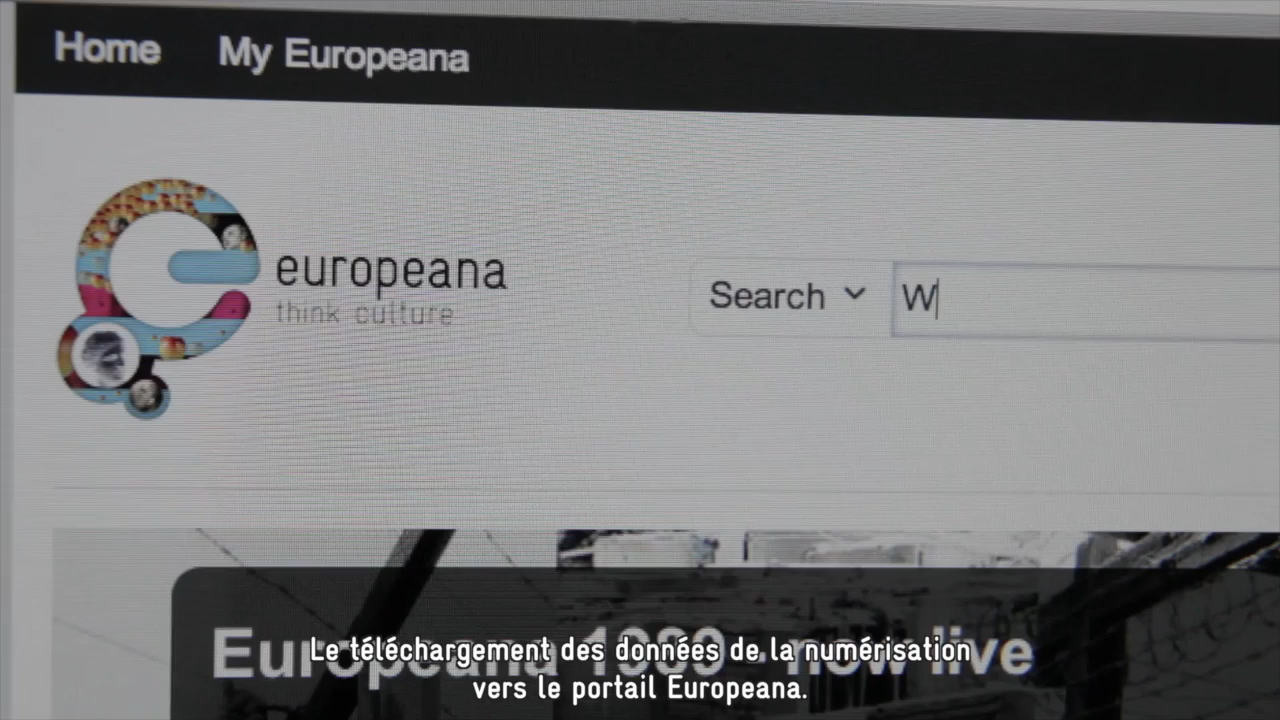 Home My Europeana
europeana
think culture
Search W
Europeana 1989 - now live
Le téléchargement des données de la numérisation
vers le portail Europeana.